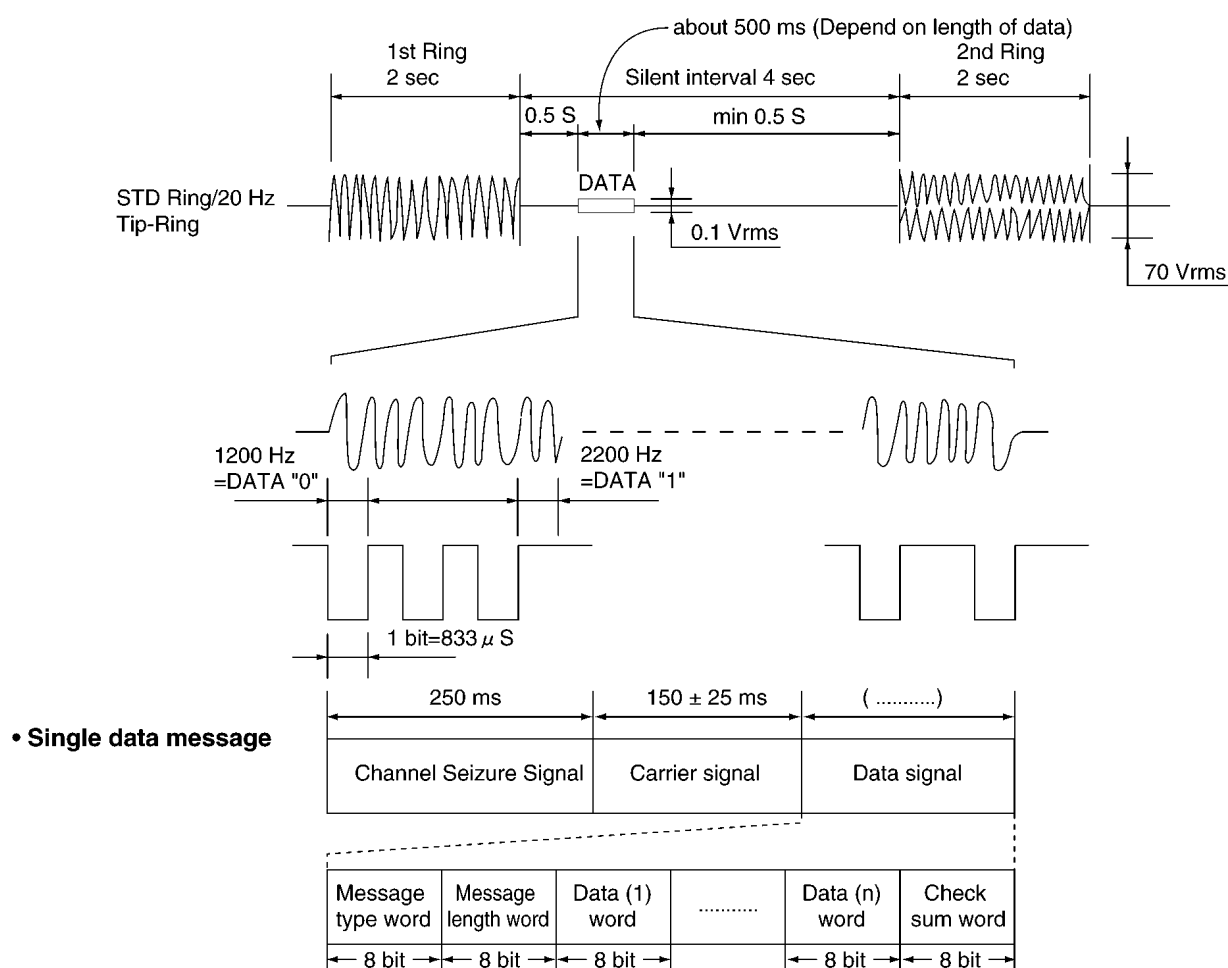 about 500 ms (Depend on length of data)
1st Ring
2 sec
Silent interval 4 sec
2nd Ring
2 sec
0.5 S
min 0.5 S
STD Ring/20 Hz
Tip-Ring
DATA
0.1 Vrms
70 Vrms
1200 Hz
=DATA "0"
2200 Hz
=DATA "1"
1 bit=833 μ S
250 ms
150 ± 25 ms
( ........... )
• Single data message
Channel Seizure Signal
Carrier signal
Data signal
Message
type word
Message
length word
Data (1)
word
...........
Data (n)
word
Check
sum word
8 bit
8 bit
8 bit
8 bit
8 bit